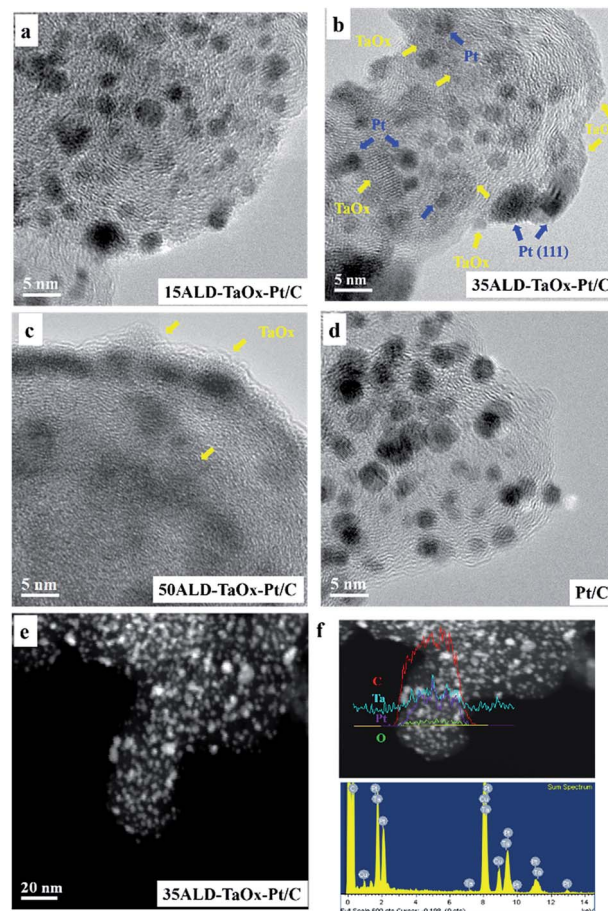 a
5 nm
15ALD-TaOx-Pt/C
b
TaOx
Pt
Pt
TaOx
TaOx
Pt (111)
5 nm
35ALD-TaOx-Pt/C
c
TaOx
5 nm
50ALD-TaOx-Pt/C
d
5 nm
Pt/C
e
20 nm
35ALD-TaOx-Pt/C
f
C
Ta
Pt
O
Sum Spectrum
0 2 4 6 8 10 12 14